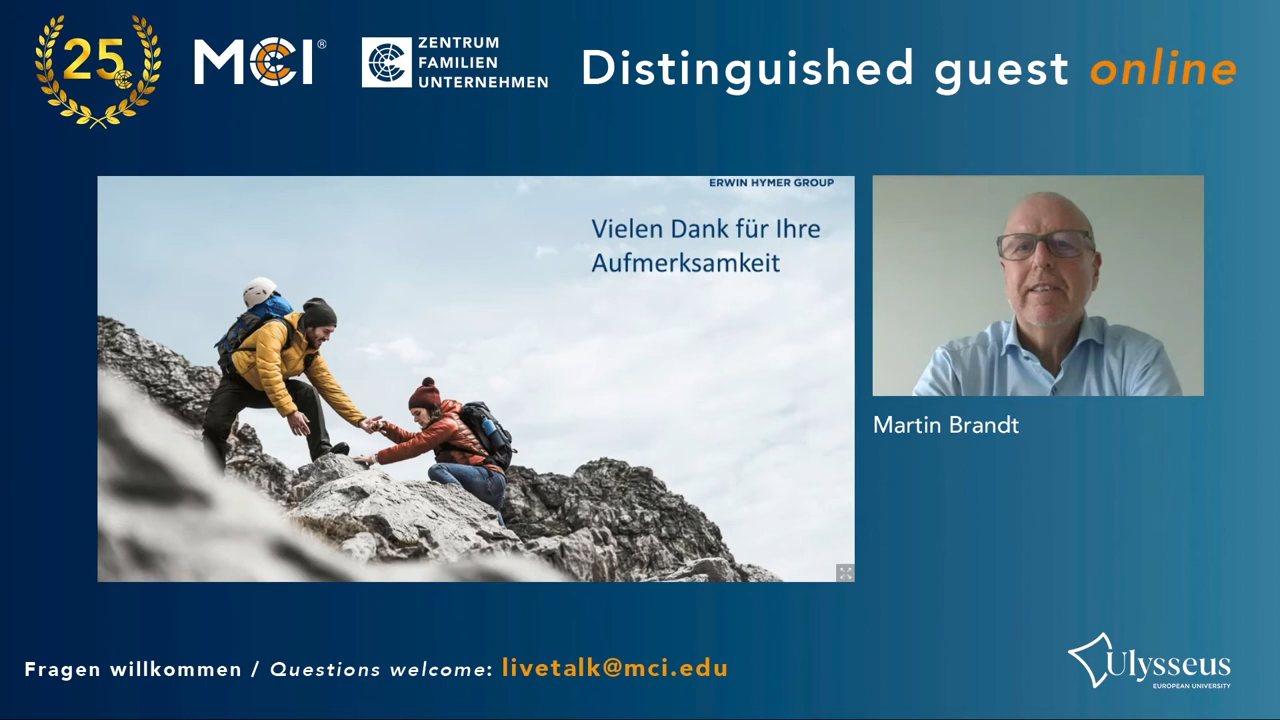 25
MCI®
ZENTRUM
FAMILIEN
UNTERNEHMEN
Distinguished guest online
ERWIN HYMER GROUP
Vielen Dank für Ihre
Aufmerksamkeit
Martin Brandt
Fragen willkommen / Questions welcome: livetalk@mci.edu
Ulysseus
EUROPEAN UNIVERSITY